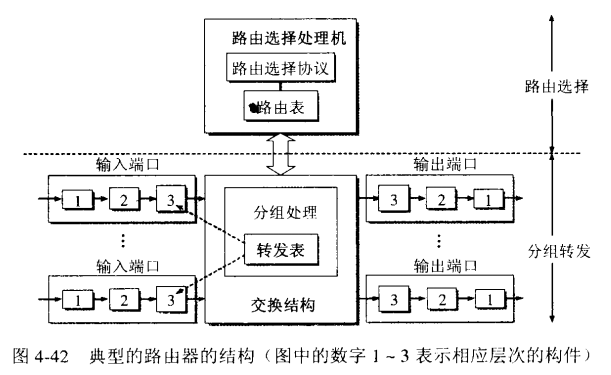 路由选择处理机
路由选择协议
路由表
路由选择
输入端口
输出端口
1 2 3
3 2 1
分组处理
转发表
分组转发
⋮
⋮
输入端口
输出端口
1 2 3
交换结构
3 2 1
图 4-42 典型的路由器的结构（图中的数字 1 ~ 3 表示相应层次的构件）